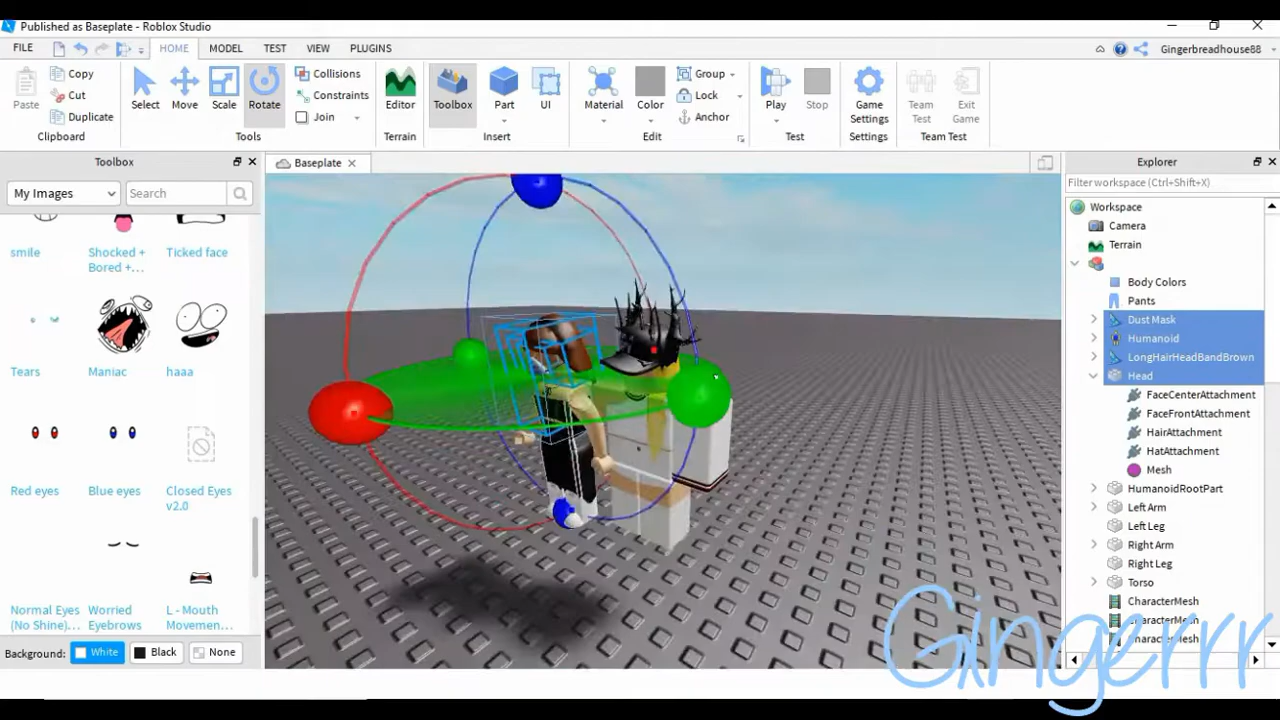 Published as Baseplate - Roblox Studio
FILE HOME MODEL TEST VIEW PLUGINS Gingerbreadhouse88
Paste Copy Cut Duplicate
Clipboard
Select Move Scale Rotate Collisions Constraints Join
Tools
Editor
Terrain
Toolbox Part UI
Insert
Material Color Group Lock Anchor
Edit
Play Stop
Test
Game Settings
Settings
Team Test Exit Game
Team Test
Toolbox
My Images Search
smile Shocked + Bored +... Ticked face
Tears Maniac haaa
Red eyes Blue eyes Closed Eyes v2.0
Normal Eyes (No Shine)... Worried Eyebrows L - Mouth Movemen...
Background: White Black None
Baseplate
Explorer
Filter workspace (Ctrl+Shift+X)
Workspace
Camera
Terrain
Body Colors
Pants
Dust Mask
Humanoid
LongHairHeadBandBrown
Head
FaceCenterAttachment
FaceFrontAttachment
HairAttachment
HatAttachment
Mesh
HumanoidRootPart
Left Arm
Left Leg
Right Arm
Right Leg
Torso
CharacterMesh
CharacterMesh
CharacterMesh
Gingerrr